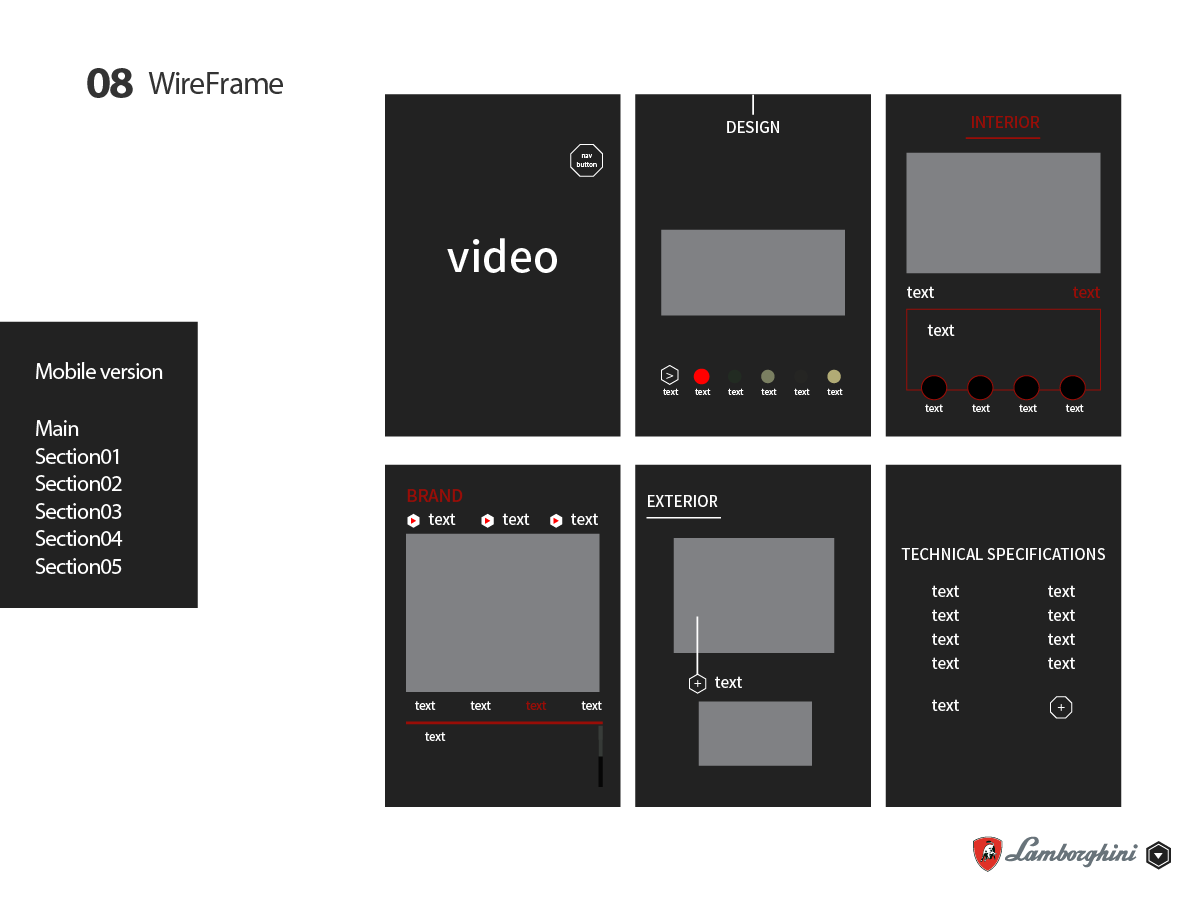 08 WireFrame
Mobile version
Main
Section01
Section02
Section03
Section04
Section05
nav
button
video
DESIGN
>
text text text text text text
INTERIOR
text text
text
text text text text
BRAND
text text text
text text text text
text
EXTERIOR
+ text
TECHNICAL SPECIFICATIONS
text text
text text
text text
text text
text +
Lamborghini